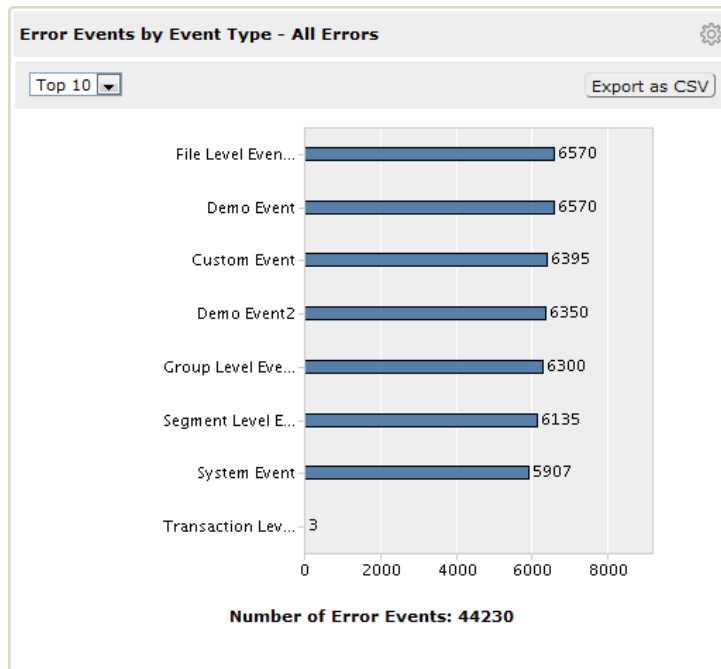 Error Events by Event Type - All Errors
Top 10
Export as CSV
File Level Even... 6570
Demo Event 6570
Custom Event 6395
Demo Event2 6350
Group Level Eve... 6300
Segment Level E... 6135
System Event 5907
Transaction Lev... 3
0 2000 4000 6000 8000
Number of Error Events: 44230